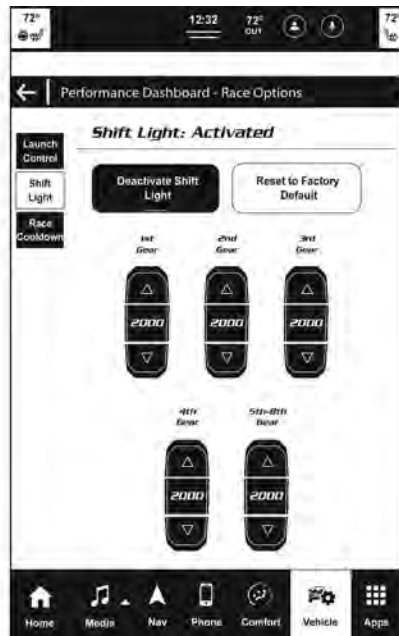 72°
12:32
72°
OUT
72°
Performance Dashboard - Race Options
Launch
Control
Shift
Light
Race
Cooldown
Shift Light: Activated
Deactivate Shift
Light
Reset to Factory
Default
1st
Gear
2nd
Gear
3rd
Gear
2000
2000
2000
4th
Gear
5th-8th
Gear
2000
2000
Home
Media
Nav
Phone
Comfort
Vehicle
Apps